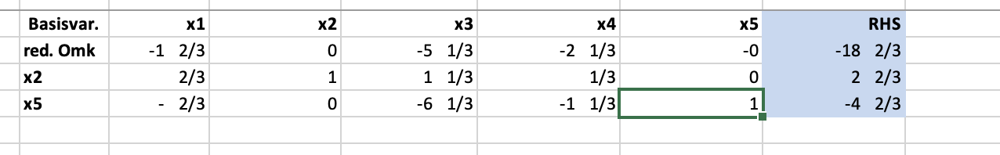 Basisvar. x1 x2 x3 x4 x5 RHS
red. Omk -1 2/3 0 -5 1/3 -2 1/3 -0 -18 2/3
x2 2/3 1 1 1/3 1/3 0 2 2/3
x5 - 2/3 0 -6 1/3 -1 1/3 1 -4 2/3